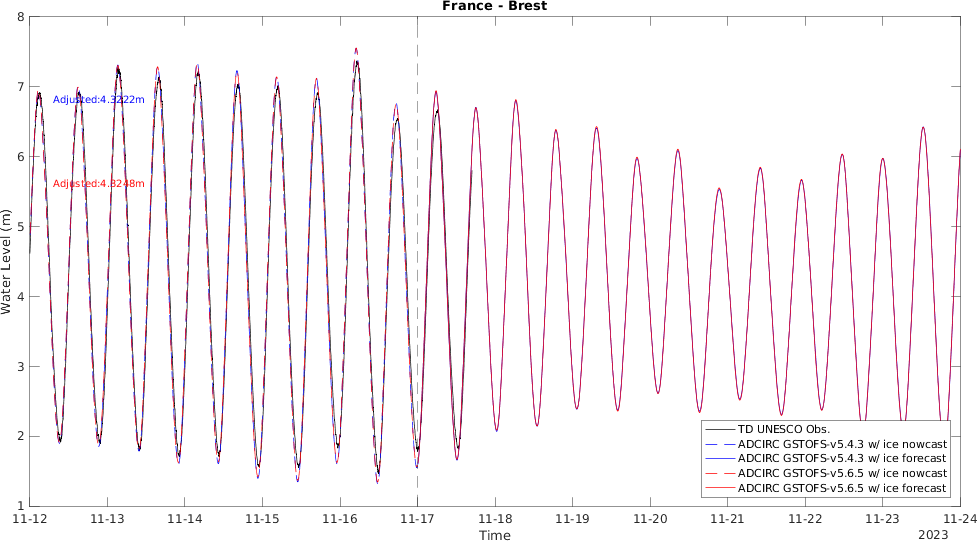 France - Brest
8
7
6
5
4
3
2
1
Water Level (m)
Adjusted:4.3222m
Adjusted:4.3248m
TD UNESCO Obs.
ADCIRC GSTOFS-v5.4.3 w/ ice nowcast
ADCIRC GSTOFS-v5.4.3 w/ ice forecast
ADCIRC GSTOFS-v5.6.5 w/ ice nowcast
ADCIRC GSTOFS-v5.6.5 w/ ice forecast
11-12 11-13 11-14 11-15 11-16 11-17 11-18 11-19 11-20 11-21 11-22 11-23 11-24
Time
2023